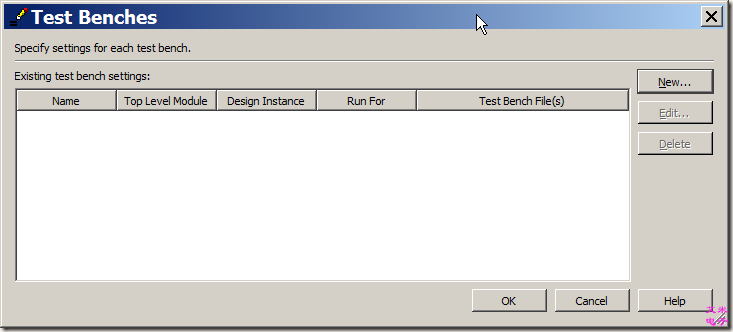 Test Benches
Specify settings for each test bench.
Existing test bench settings:
Name Top Level Module Design Instance Run For Test Bench File(s)
New...
Edit...
Delete
OK Cancel Help